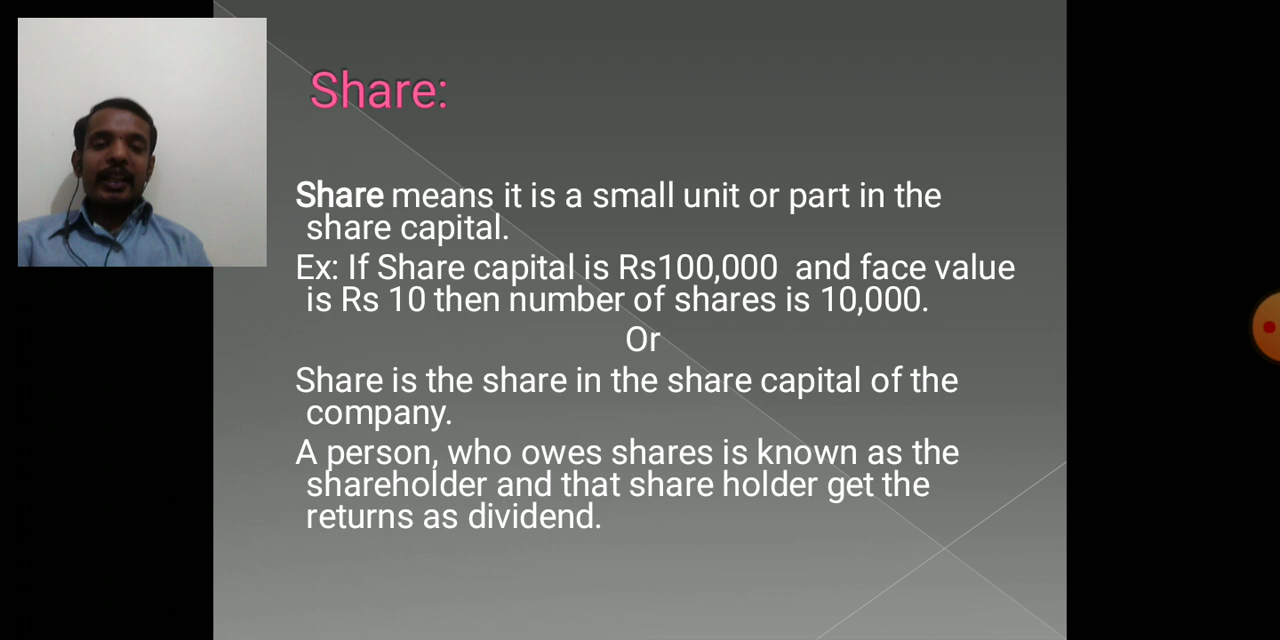 Share:
Share means it is a small unit or part in the
share capital.
Ex: If Share capital is Rs100,000 and face value
is Rs 10 then number of shares is 10,000.
Or
Share is the share in the share capital of the
company.
A person, who owes shares is known as the
shareholder and that share holder get the
returns as dividend.